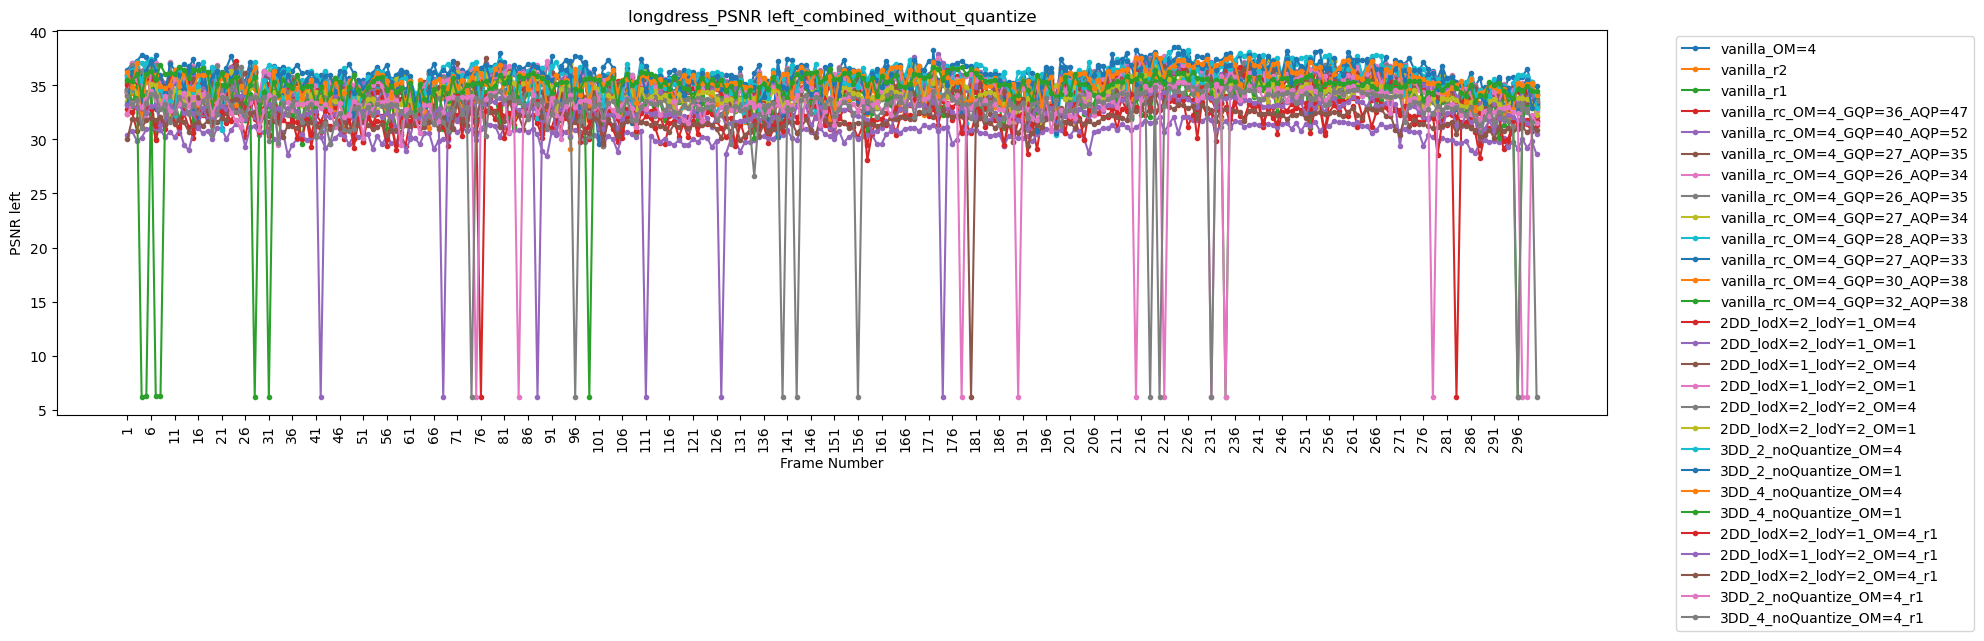 longdress_PSNR left_combined_without_quantize
PSNR left
40
35
30
25
20
15
10
5
1
6
11
16
21
26
31
36
41
46
51
56
61
66
71
76
81
86
91
96
101
106
111
116
121
126
131
136
141
146
151
156
161
166
171
176
181
186
191
196
201
206
211
216
221
226
231
236
241
246
251
256
261
266
271
276
281
286
291
296
Frame Number
vanilla_OM=4
vanilla_r2
vanilla_r1
vanilla_rc_OM=4_GQP=36_AQP=47
vanilla_rc_OM=4_GQP=40_AQP=52
vanilla_rc_OM=4_GQP=27_AQP=35
vanilla_rc_OM=4_GQP=26_AQP=34
vanilla_rc_OM=4_GQP=26_AQP=35
vanilla_rc_OM=4_GQP=27_AQP=34
vanilla_rc_OM=4_GQP=28_AQP=33
vanilla_rc_OM=4_GQP=27_AQP=33
vanilla_rc_OM=4_GQP=30_AQP=38
vanilla_rc_OM=4_GQP=32_AQP=38
2DD_lodX=2_lodY=1_OM=4
2DD_lodX=2_lodY=1_OM=1
2DD_lodX=1_lodY=2_OM=4
2DD_lodX=1_lodY=2_OM=1
2DD_lodX=2_lodY=2_OM=4
2DD_lodX=2_lodY=2_OM=1
3DD_2_noQuantize_OM=4
3DD_2_noQuantize_OM=1
3DD_4_noQuantize_OM=4
3DD_4_noQuantize_OM=1
2DD_lodX=2_lodY=1_OM=4_r1
2DD_lodX=1_lodY=2_OM=4_r1
2DD_lodX=2_lodY=2_OM=4_r1
3DD_2_noQuantize_OM=4_r1
3DD_4_noQuantize_OM=4_r1